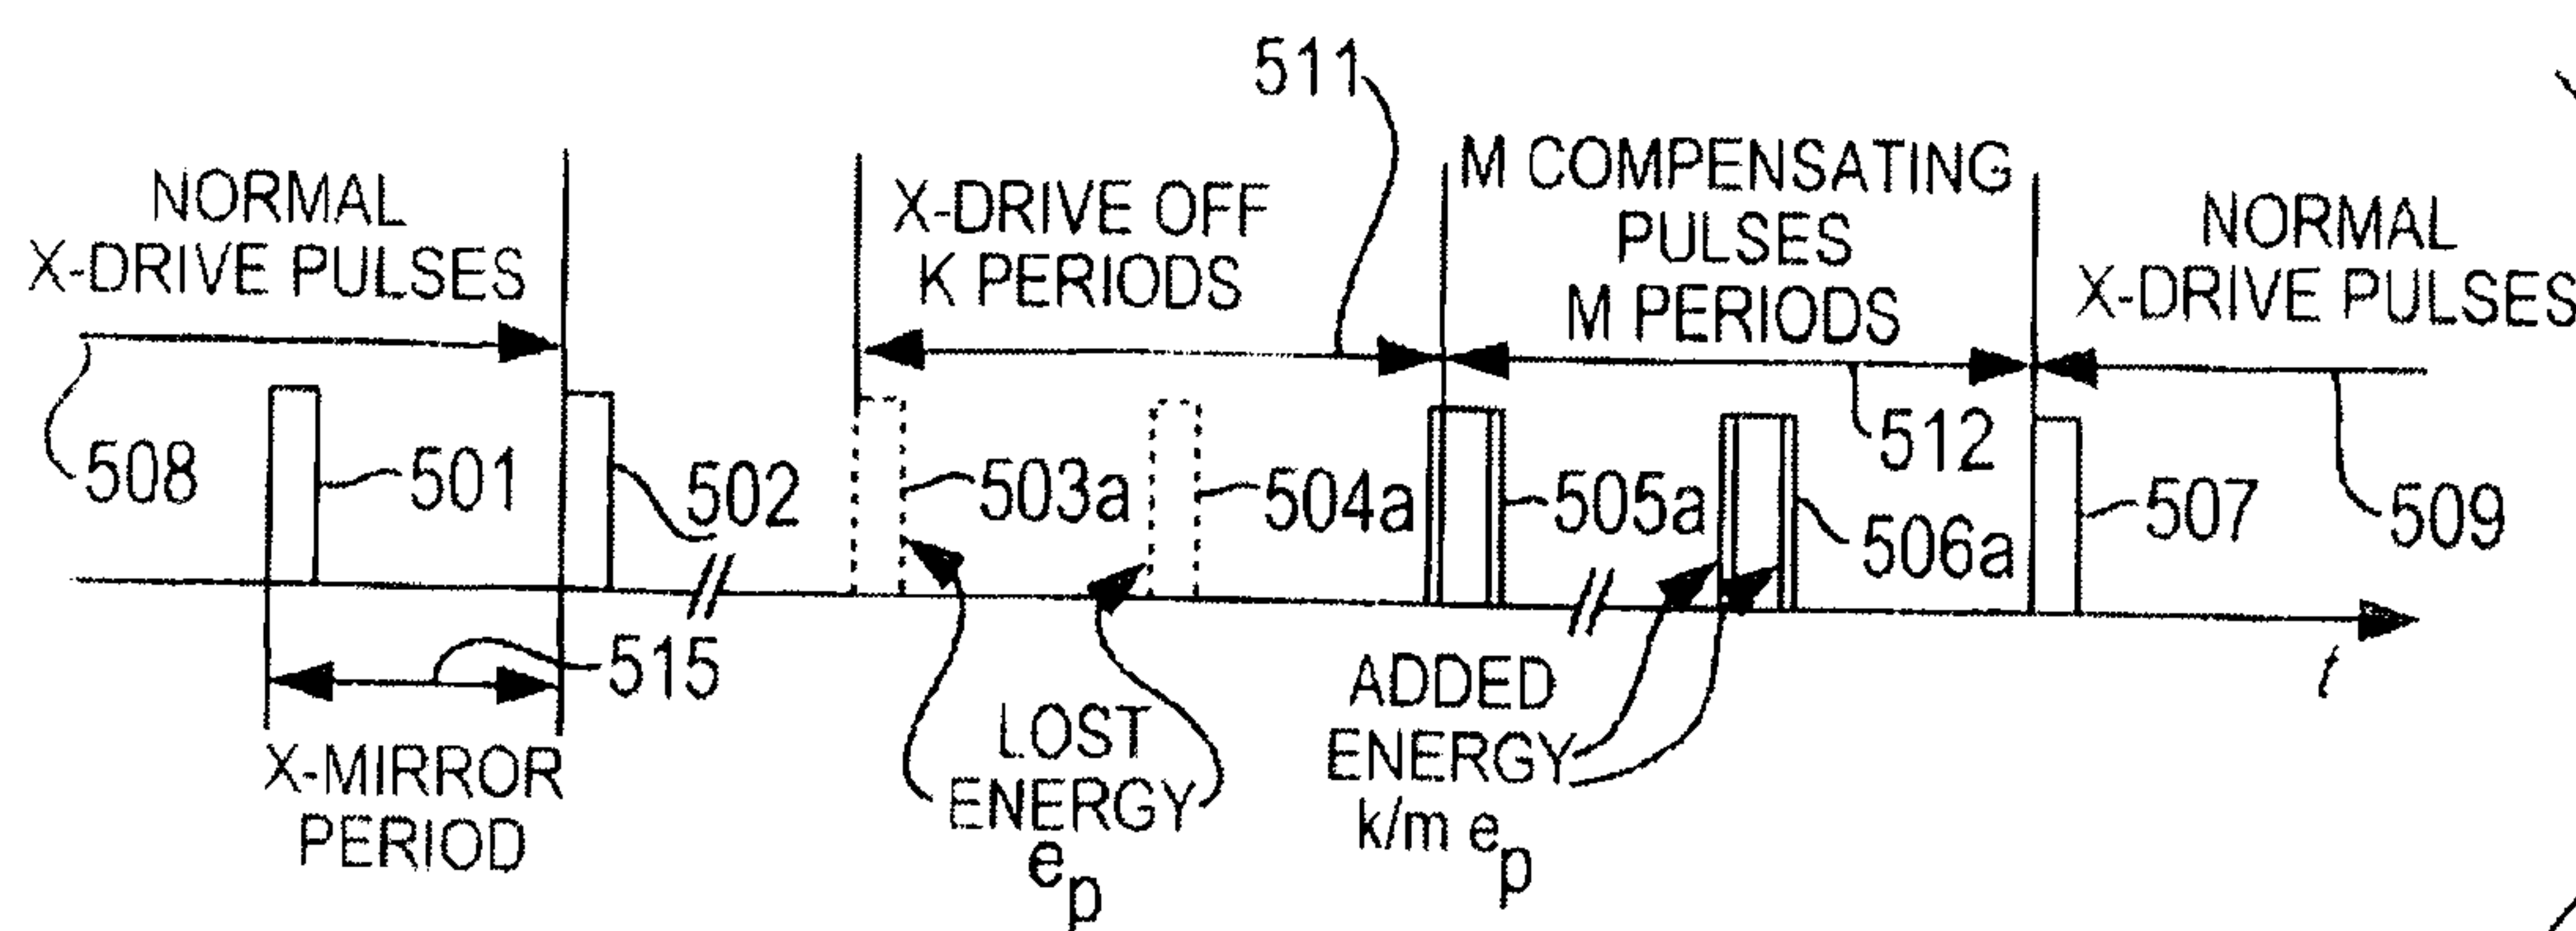 511
NORMAL
X-DRIVE PULSES
X-DRIVE OFF
K PERIODS
M COMPENSATING
PULSES
M PERIODS
NORMAL
X-DRIVE PULSES
508
501
502
503a
504a
505a
506a
512
507
509
515
X-MIRROR
PERIOD
LOST
ENERGY
ep
ADDED
ENERGY
k/m ep
t